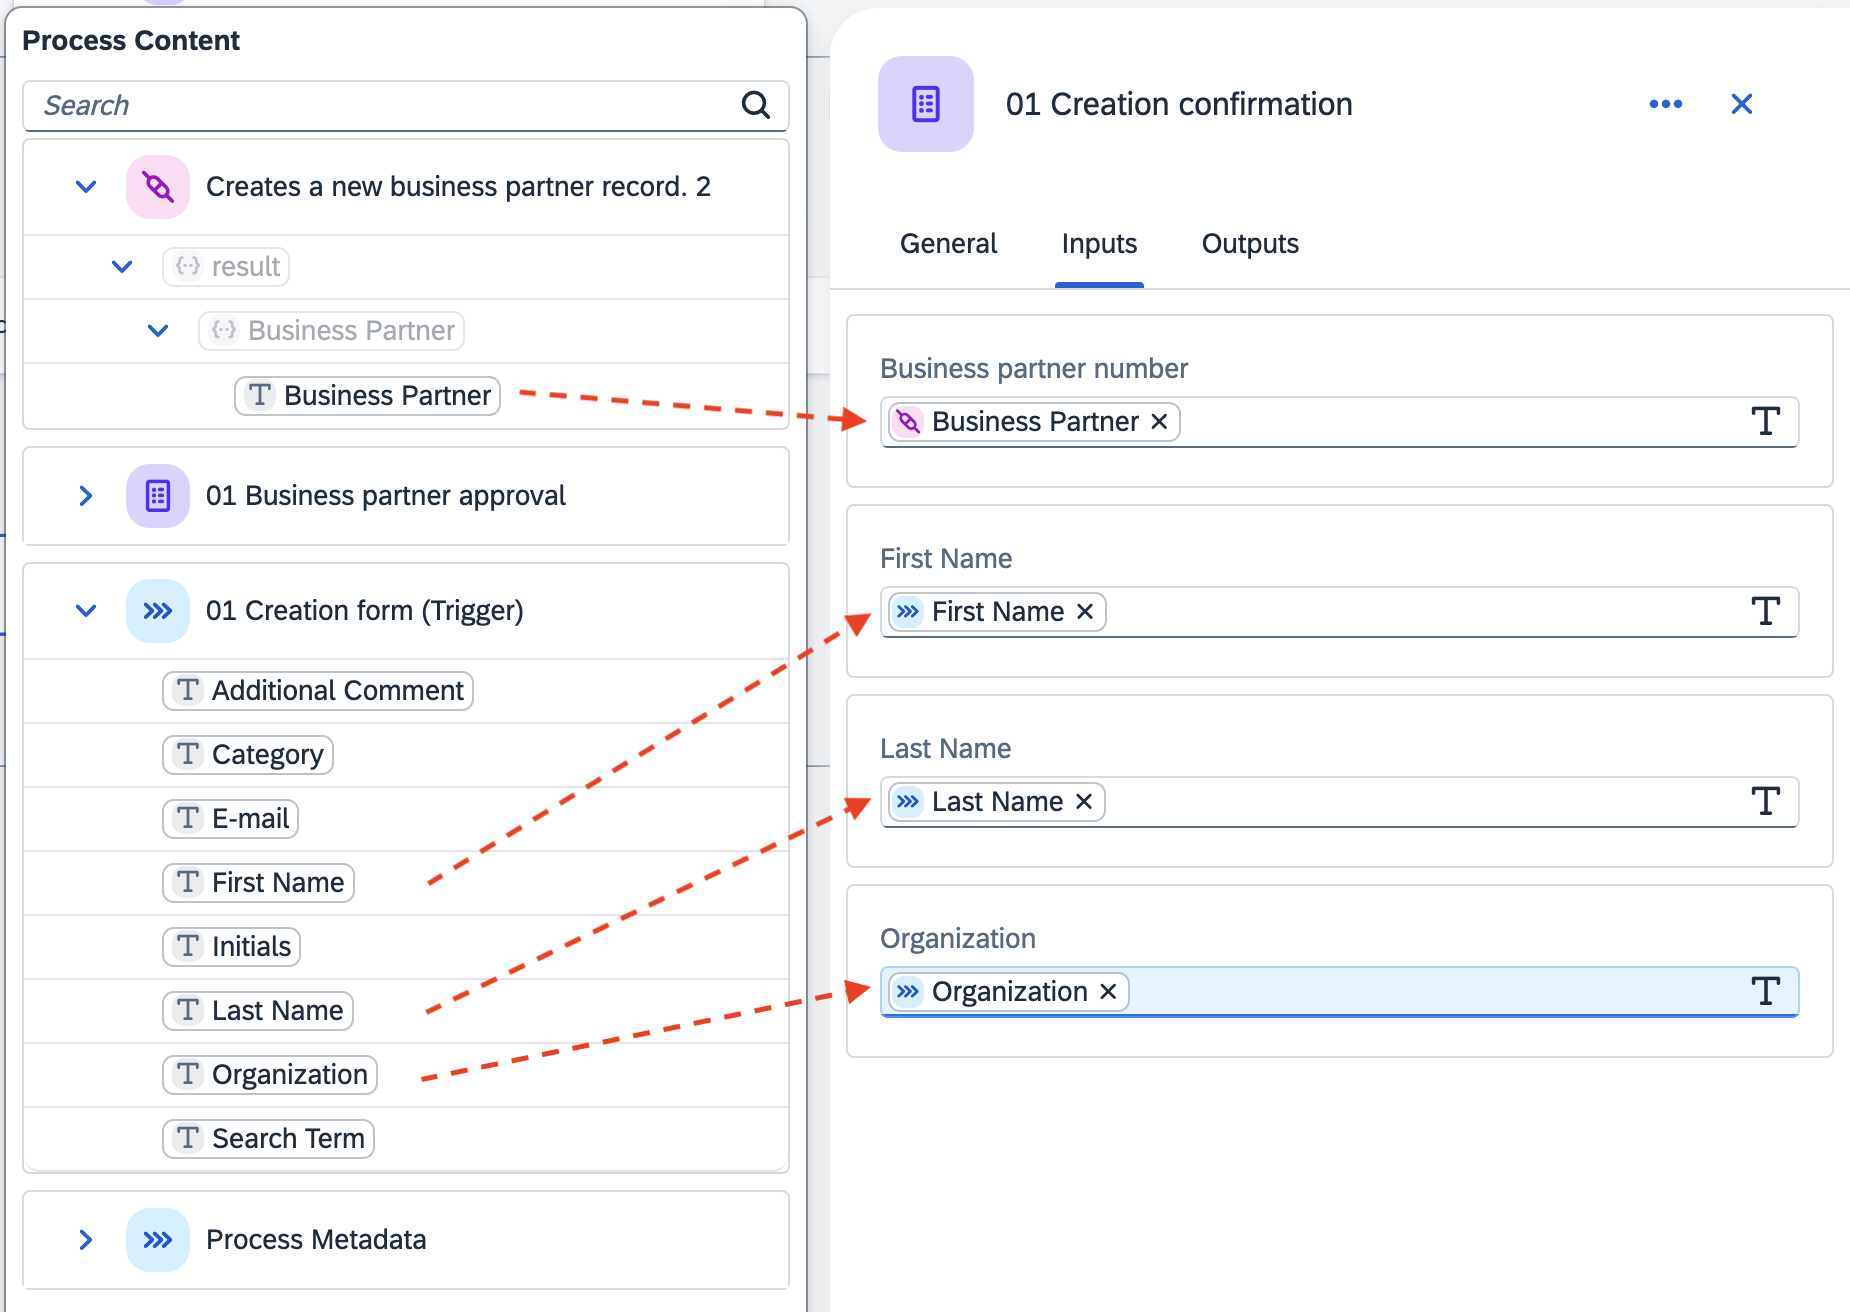 Process Content
Search
Creates a new business partner record. 2
result
Business Partner
Business Partner
01 Business partner approval
01 Creation form (Trigger)
Additional Comment
Category
E-mail
First Name
Initials
Last Name
Organization
Search Term
Process Metadata
01 Creation confirmation
General Inputs Outputs
Business partner number
Business Partner
First Name
First Name
Last Name
Last Name
Organization
Organization